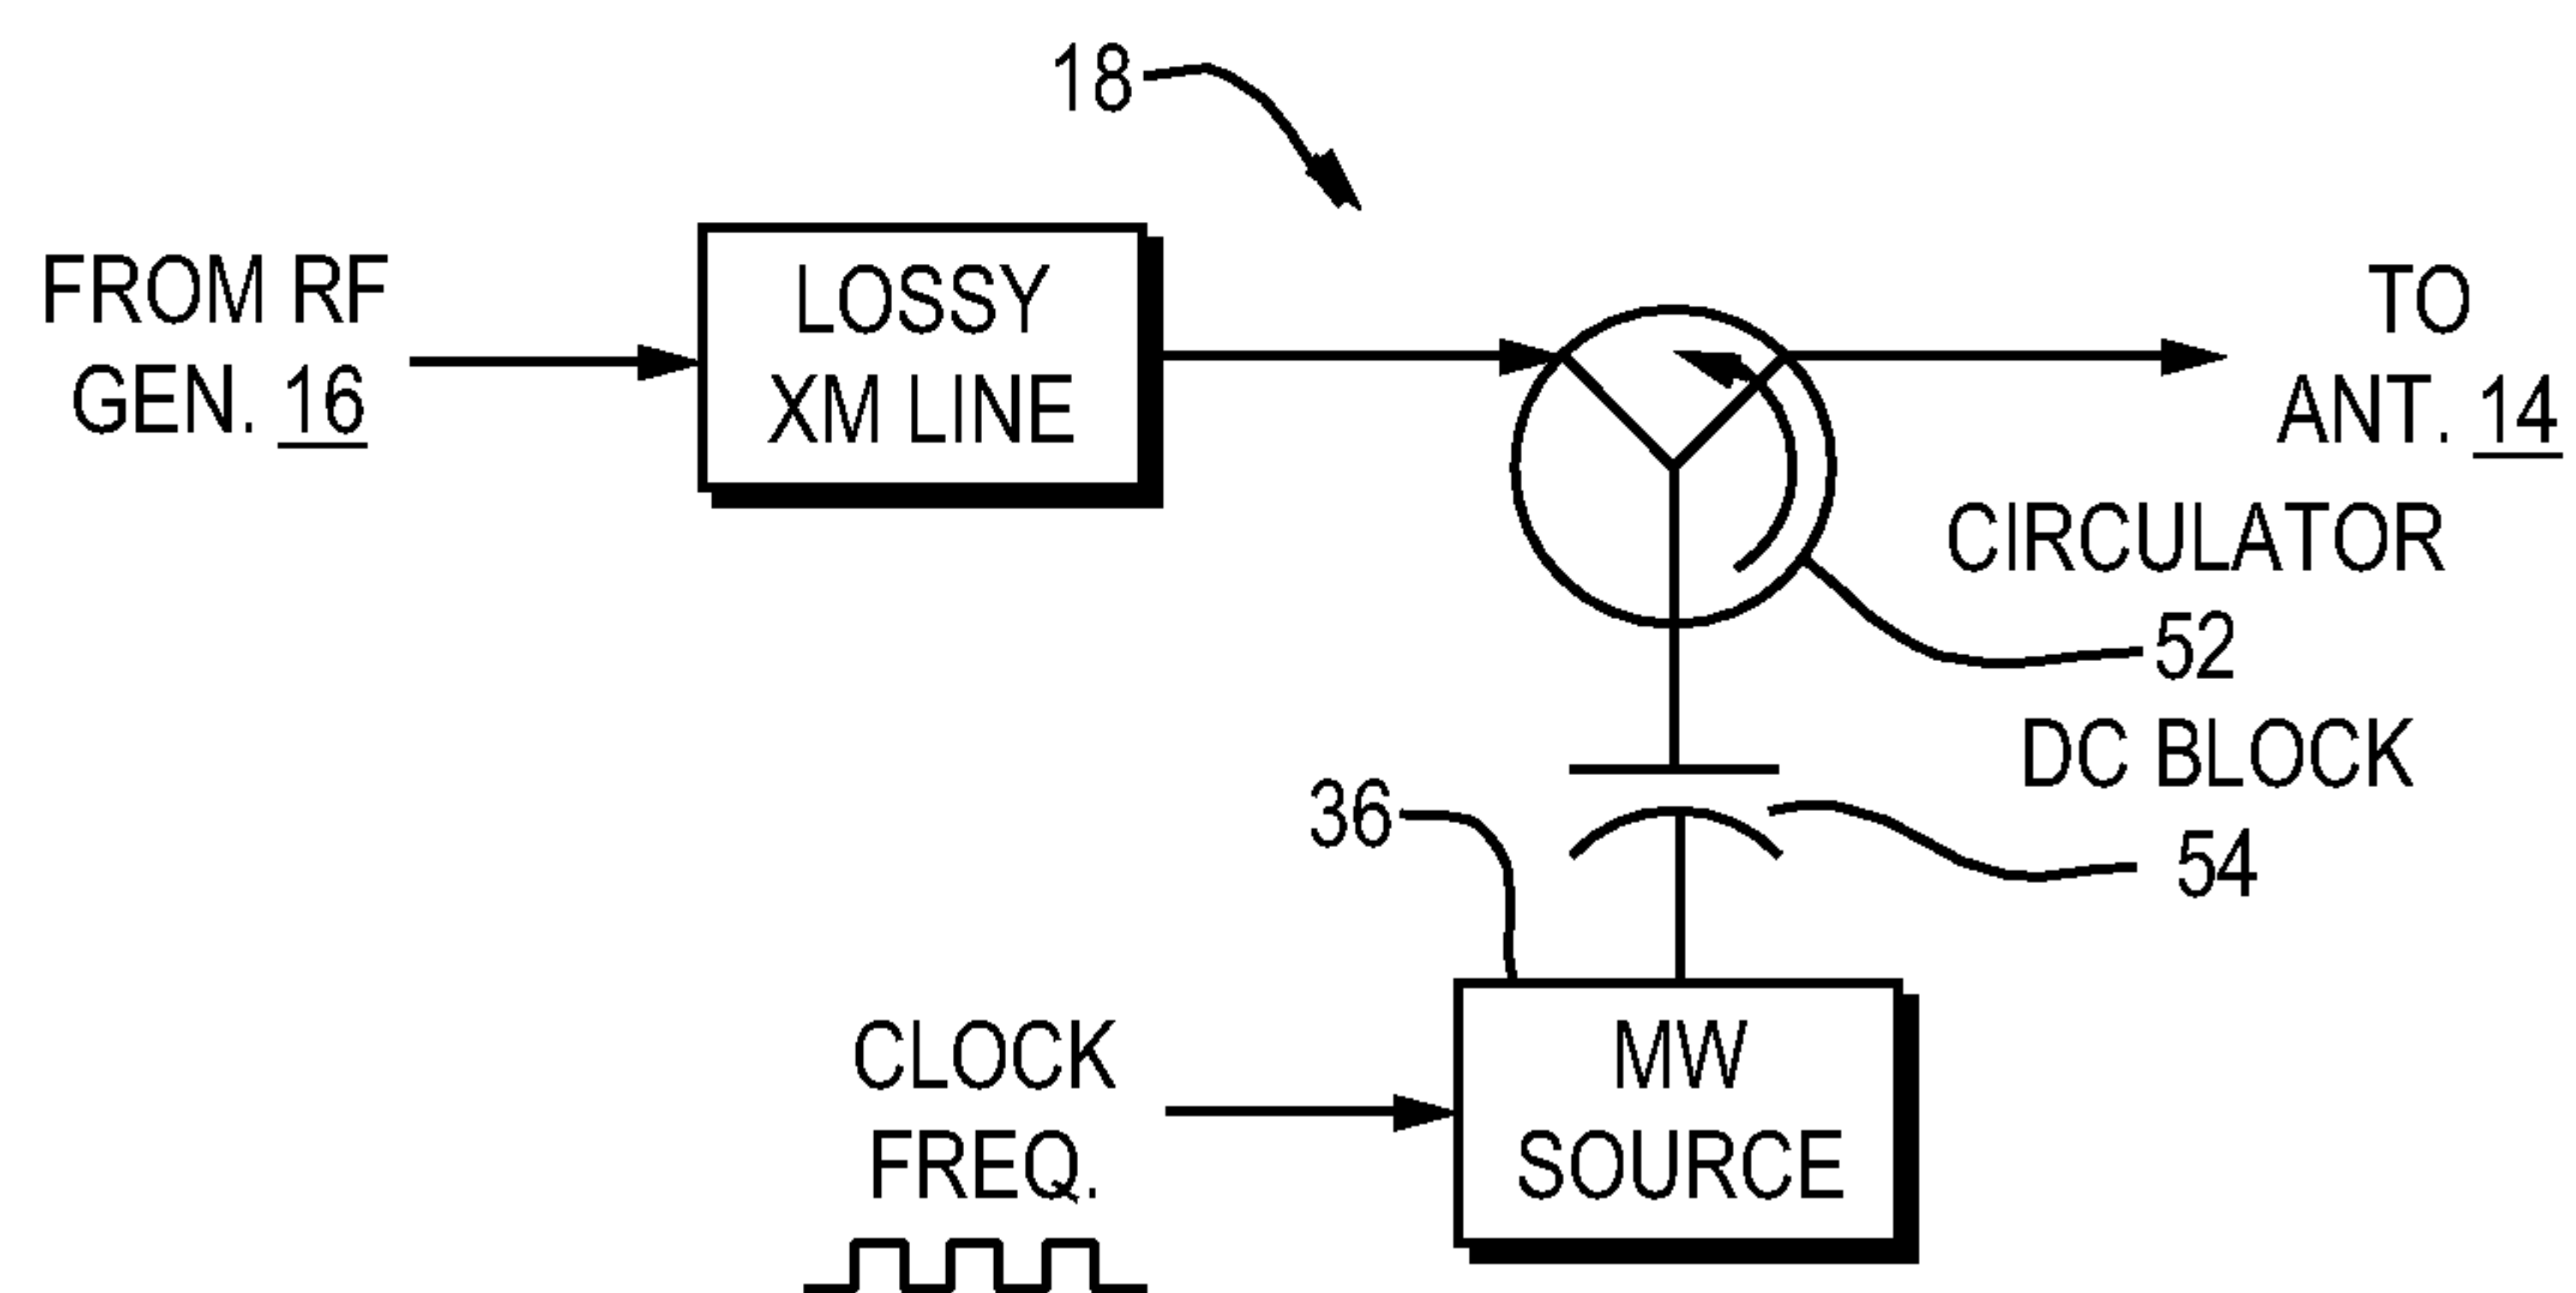 18
FROM RF
GEN. 16
LOSSY
XM LINE
TO
ANT. 14
CIRCULATOR
52
DC BLOCK
54
36
CLOCK
FREQ.
MW
SOURCE